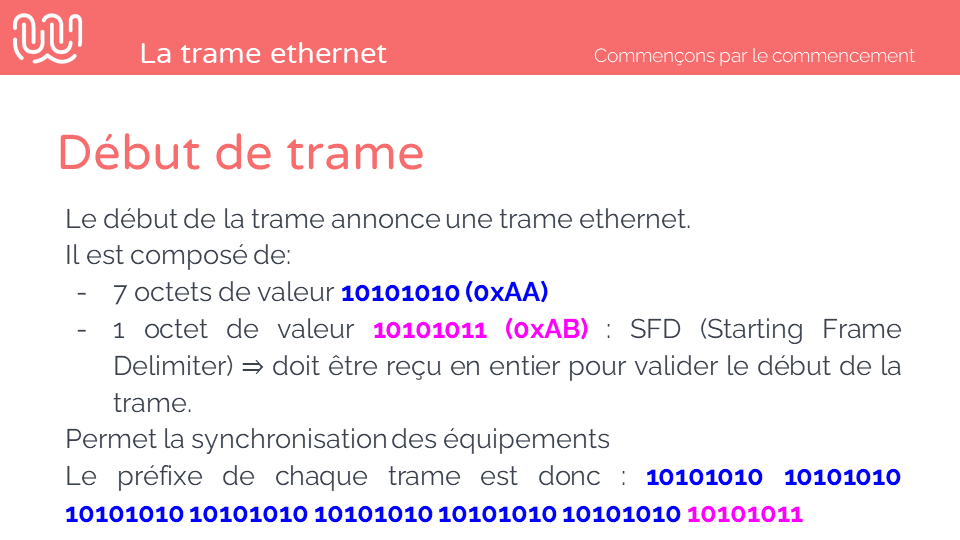 La trame ethernet
Commençons par le commencement
Début de trame
Le début de la trame annonce une trame ethernet.
Il est composé de:
- 7 octets de valeur 10101010 (0xAA)
- 1 octet de valeur 10101011 (0xAB) : SFD (Starting Frame
Delimiter) ⇒ doit être reçu en entier pour valider le début de la
trame.
Permet la synchronisation des équipements
Le préfixe de chaque trame est donc : 10101010 10101010
10101010 10101010 10101010 10101010 10101010 10101011